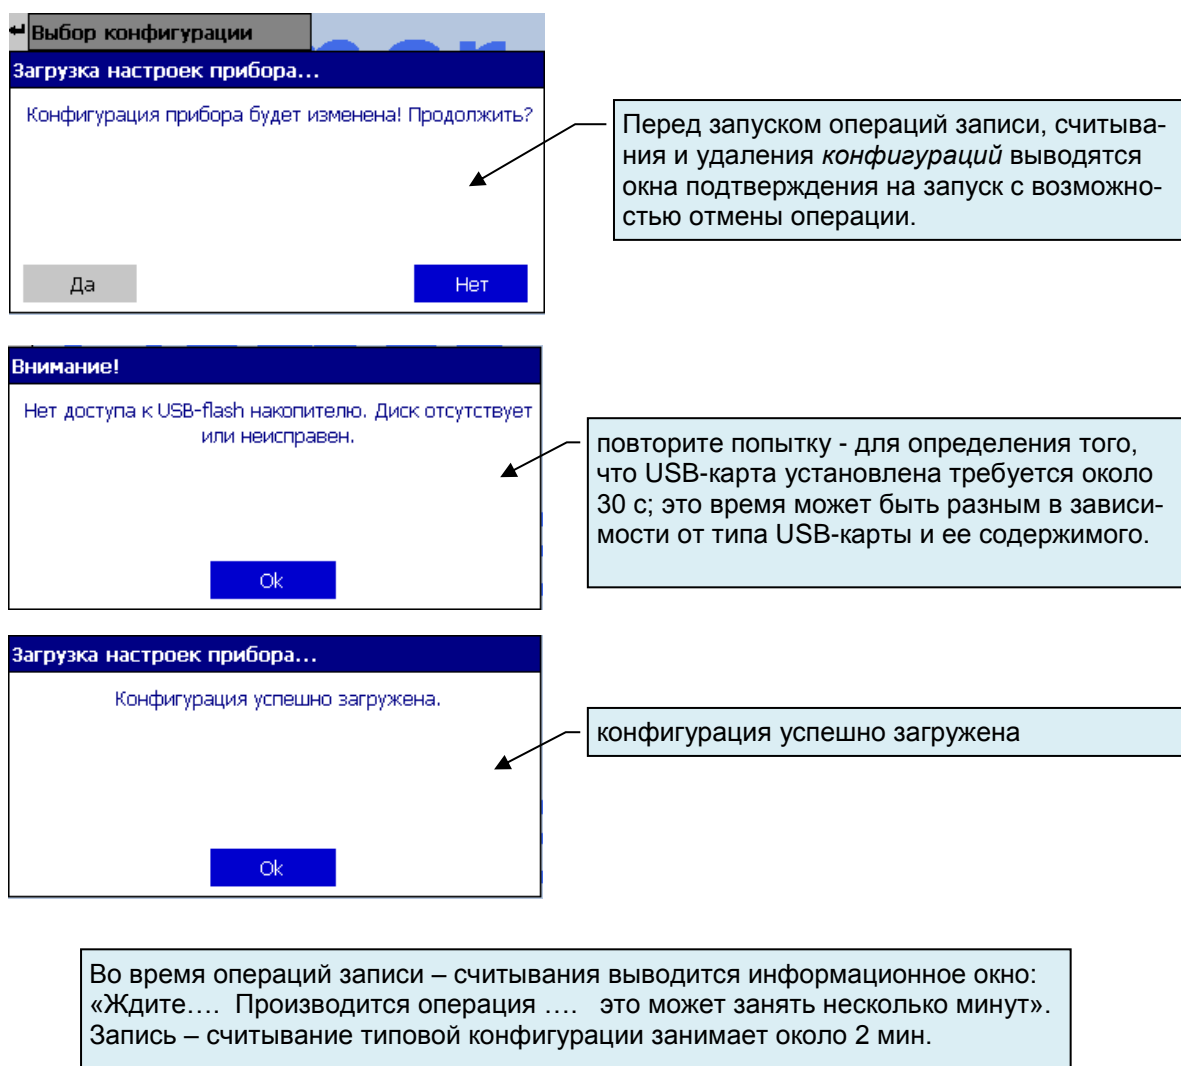 Выбор конфигурации
Загрузка настроек прибора...
Конфигурация прибора будет изменена! Продолжить?
Да
Нет
Перед запуском операций записи, считыва-
ния и удаления конфигураций выводятся
окна подтверждения на запуск с возможно-
стью отмены операции.
Внимание!
Нет доступа к USB-flash накопителю. Диск отсутствует
или неисправен.
Ok
повторите попытку - для определения того,
что USB-карта установлена требуется около
30 с; это время может быть разным в зависи-
мости от типа USB-карты и ее содержимого.
Загрузка настроек прибора...
Конфигурация успешно загружена.
Ok
конфигурация успешно загружена
Во время операций записи – считывания выводится информационное окно:
«Ждите…. Производится операция …. это может занять несколько минут».
Запись – считывание типовой конфигурации занимает около 2 мин.